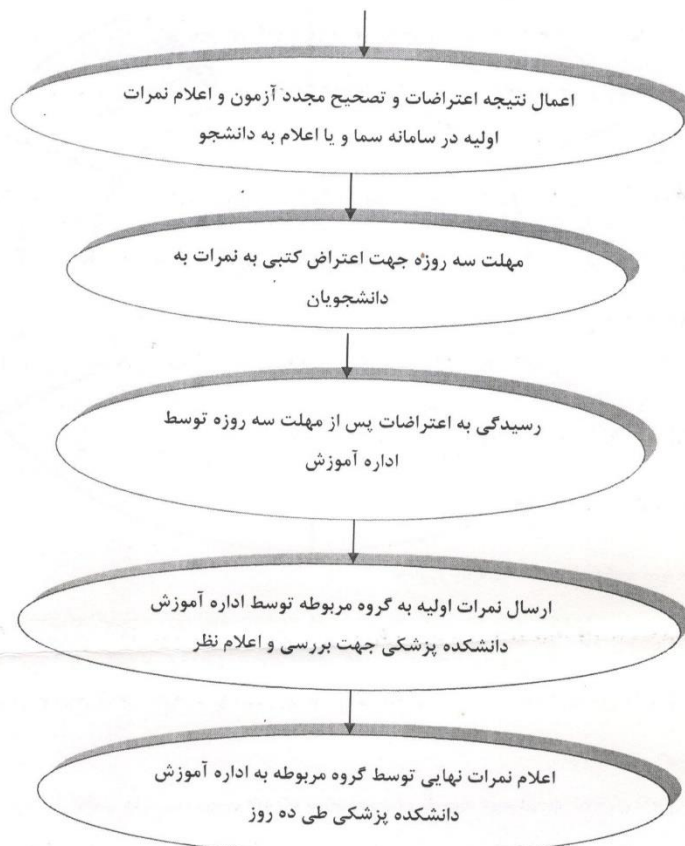 اعمال نتیجه اعتراضات و تصحیح مجدد آزمون و اعلام نمرات
اولیه در سامانه سما و یا اعلام به دانشجو
مهلت سه روزه جهت اعتراض کتبی به نمرات به
دانشجویان
رسیدگی به اعتراضات پس از مهلت سه روزه توسط
اداره آموزش
ارسال نمرات اولیه به گروه مربوطه توسط اداره آموزش
دانشکده پزشکی جهت بررسی و اعلام نظر
اعلام نمرات نهایی توسط گروه مربوطه به اداره آموزش
دانشکده پزشکی طی ده روز